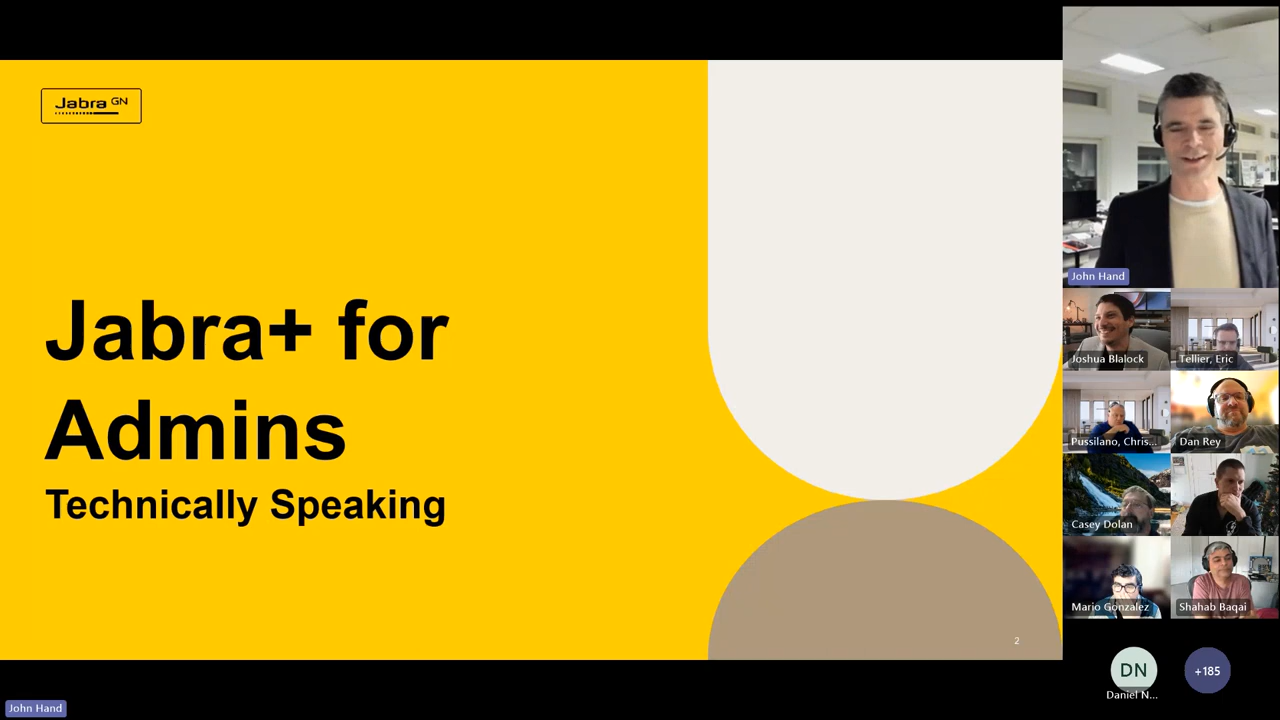 Jabra GN
Jabra+ for
Admins
Technically Speaking
2
John Hand
John Hand
Joshua Blalock
Tellier, Eric
Pussilano, Chris...
Dan Rey
Casey Dolan
Mario Gonzalez
Shahab Baqai
DN
Daniel N...
+185